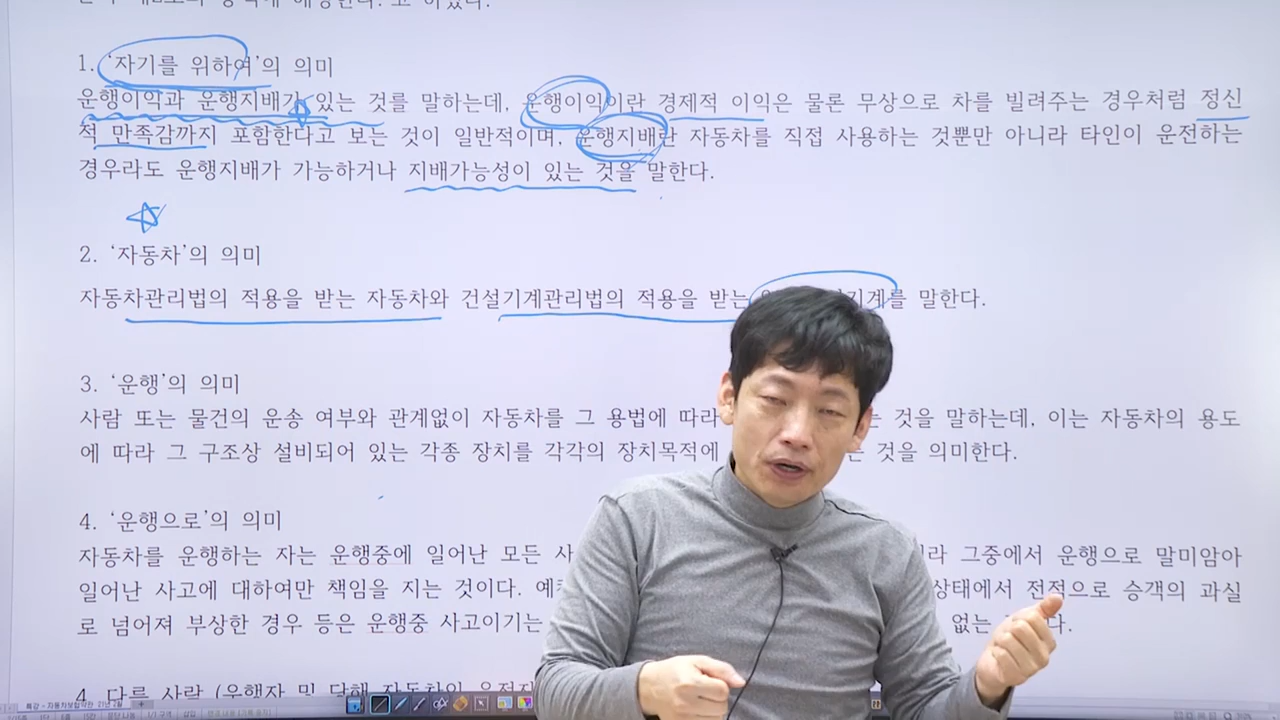 1. '자기를 위하여'의 의미
운행이익과 운행지배가 있는 것을 말하는데, 운행이익이란 경제적 이익은 물론 무상으로 차를 빌려주는 경우처럼 정신
적 만족감까지 포함한다고 보는 것이 일반적이며, 운행지배란 자동차를 직접 사용하는 것뿐만 아니라 타인이 운전하는
경우라도 운행지배가 가능하거나 지배가능성이 있는 것을 말한다.
2. '자동차'의 의미
자동차관리법의 적용을 받는 자동차와 건설기계관리법의 적용을 받는 말한다.
3. '운행'의 의미
사람 또는 물건의 운송 여부와 관계없이 자동차를 그 용법에 따라 것을 말하는데, 이는 자동차의 용도
에 따라 그 구조상 설비되어 있는 각종 장치를 각각의 장치목적에 것을 의미한다.
4. '운행으로'의 의미
자동차를 운행하는 자는 운행중에 일어난 모든 그중에서 운행으로 말미암아
일어난 사고에 대하여만 책임을 지는 것이다. 상태에서 전적으로 승객의 과실
로 넘어져 부상한 경우 등은 운행중 사고이기는 없는
4. 다른 사람